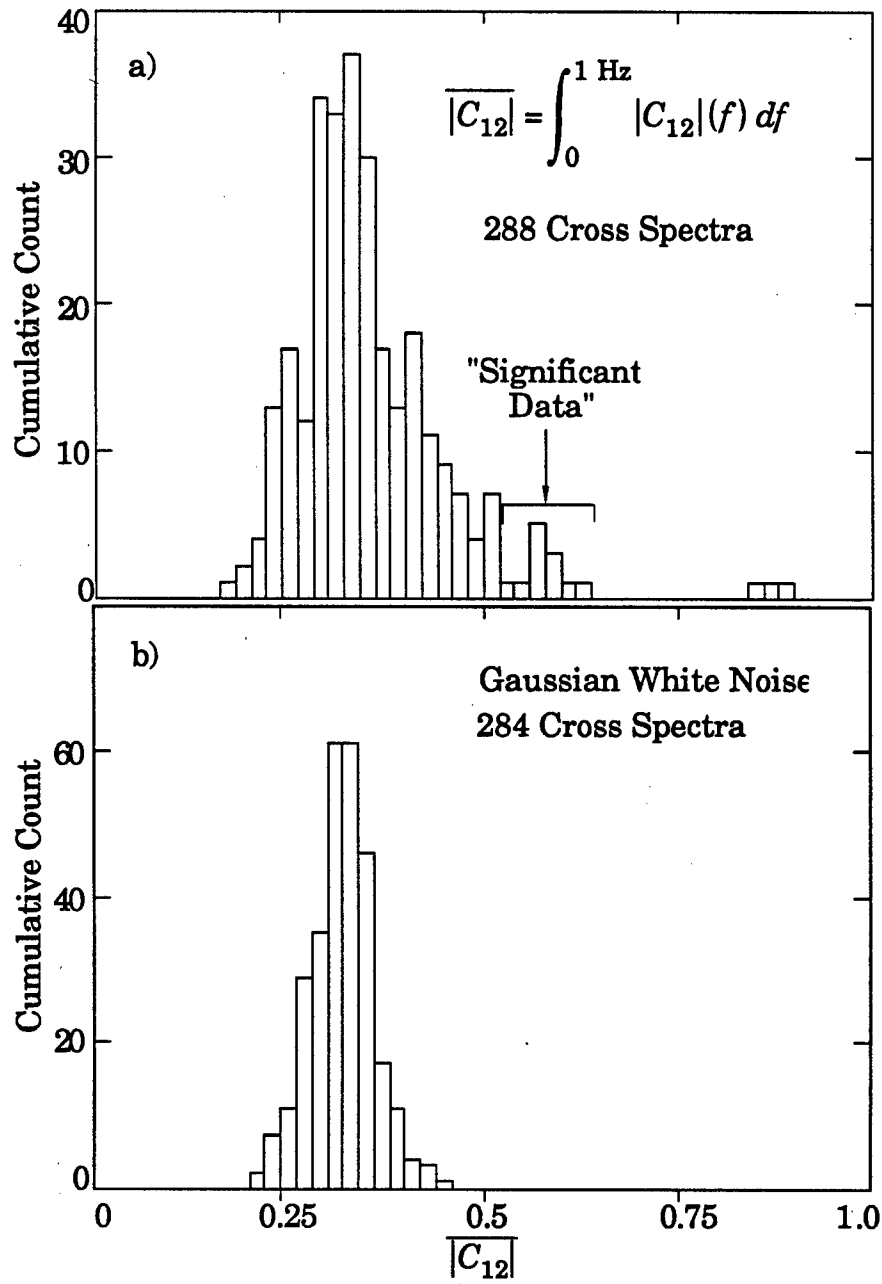 40
30
20
10
0
Cumulative Count
a)
|C₁₂| = ∫₀¹ ᴴᶻ |C₁₂|(f) df
288 Cross Spectra
"Significant
Data"
b)
Gaussian White Noise
284 Cross Spectra
60
40
20
0
Cumulative Count
0 0.25 0.5 0.75 1.0
|C₁₂|